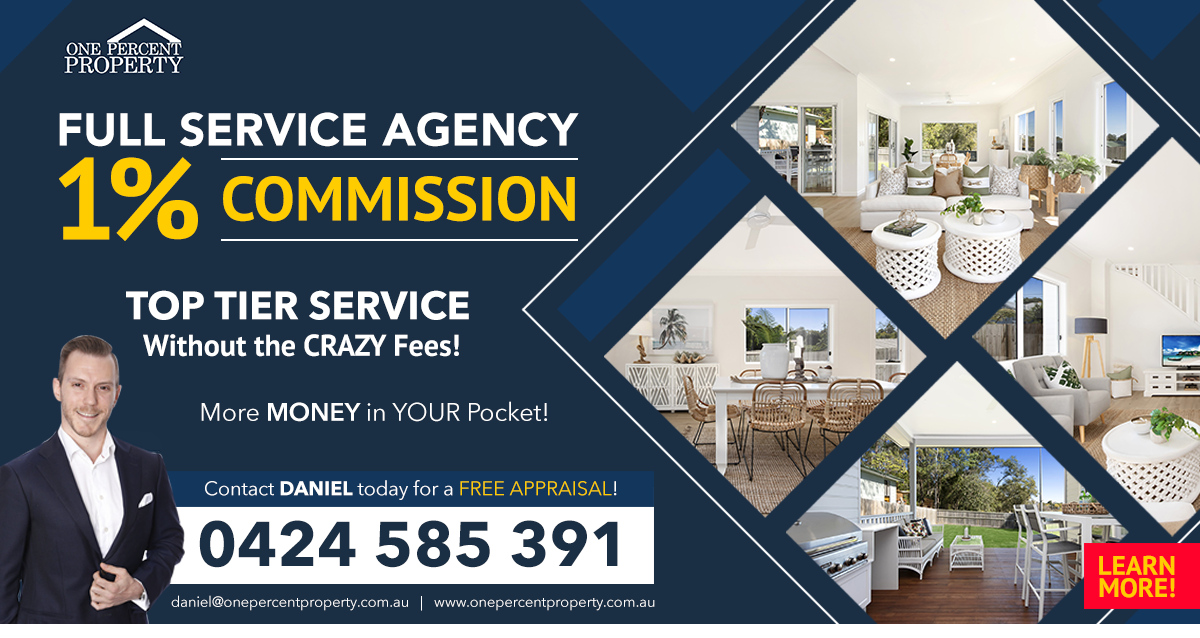 ONE PERCENT
PROPERTY
FULL SERVICE AGENCY
1% COMMISSION
TOP TIER SERVICE
Without the CRAZY Fees!
More MONEY in YOUR Pocket!
Contact DANIEL today for a FREE APPRAISAL!
0424 585 391
daniel@onepercentproperty.com.au | www.onepercentproperty.com.au
LEARN
MORE!